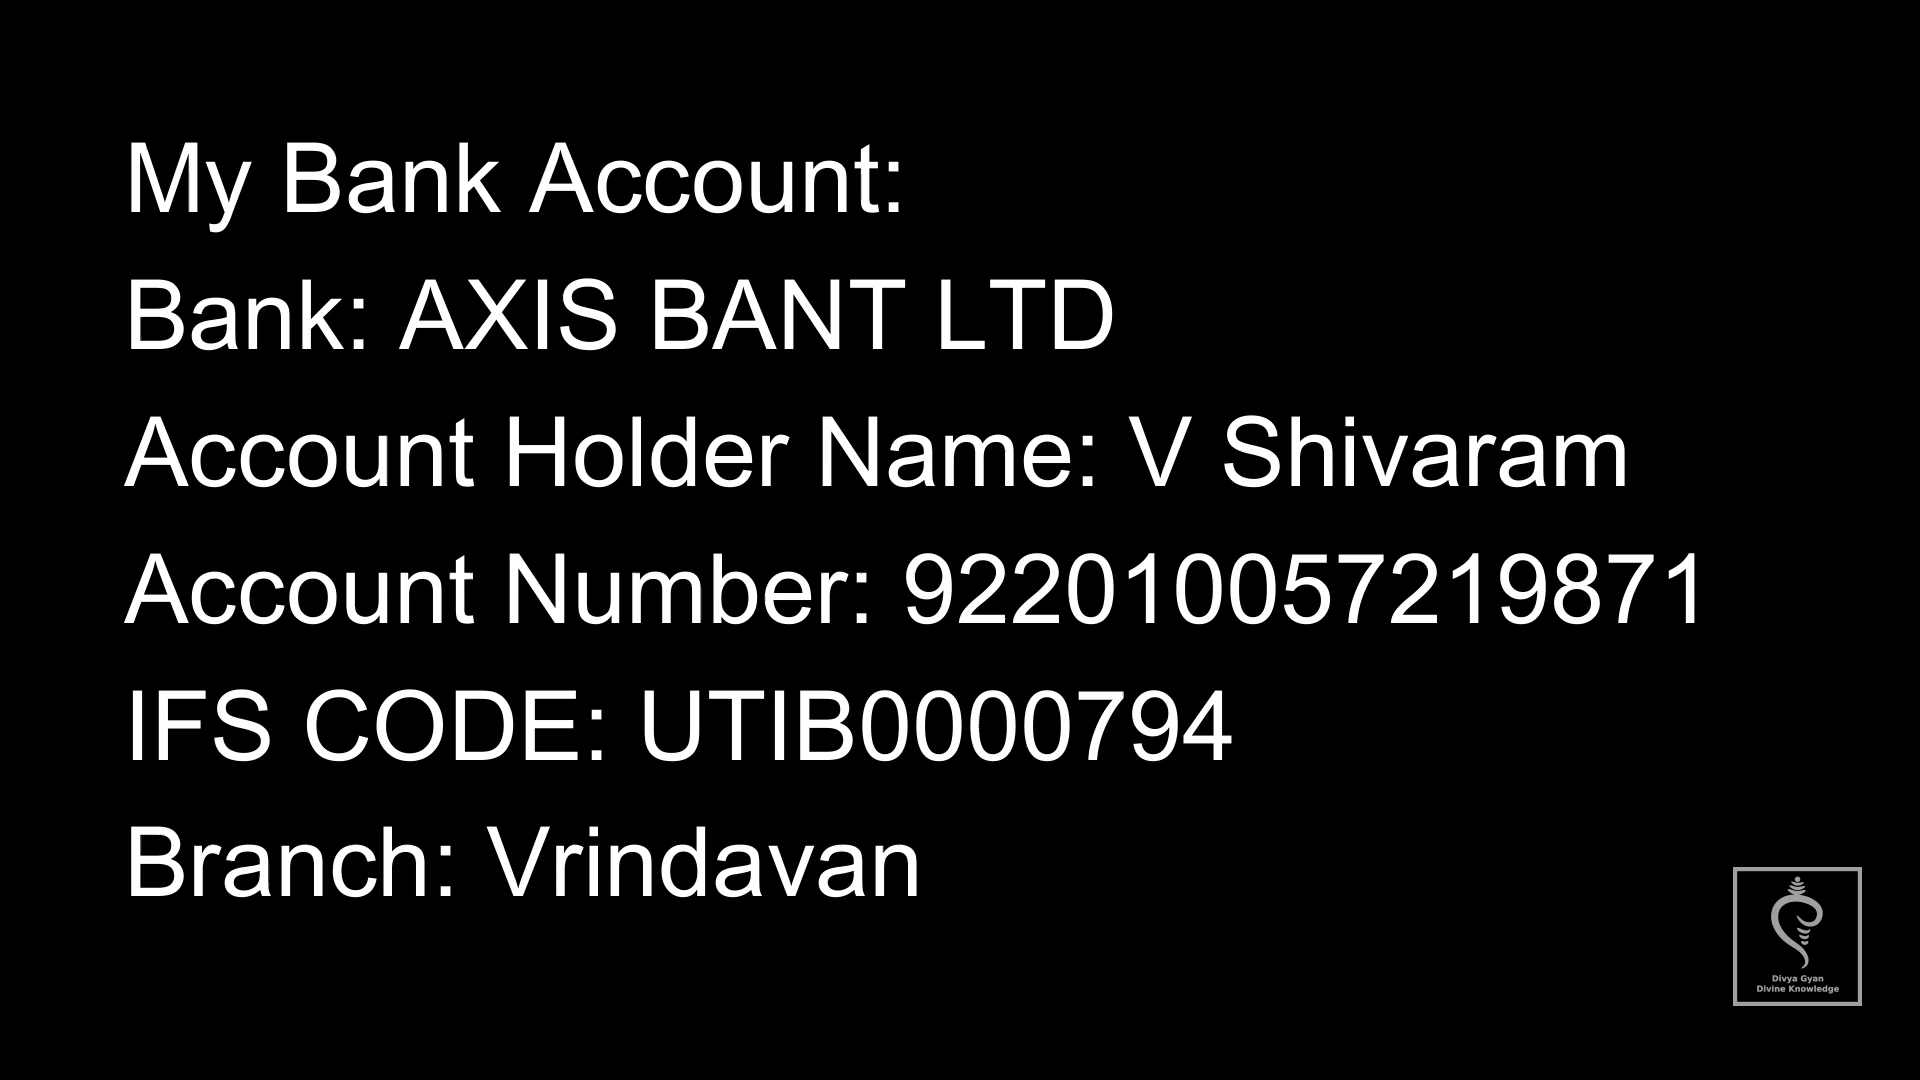 My Bank Account:
Bank: AXIS BANT LTD
Account Holder Name: V Shivaram
Account Number: 922010057219871
IFS CODE: UTIB0000794
Branch: Vrindavan
Divya Gyan
Divine Knowledge